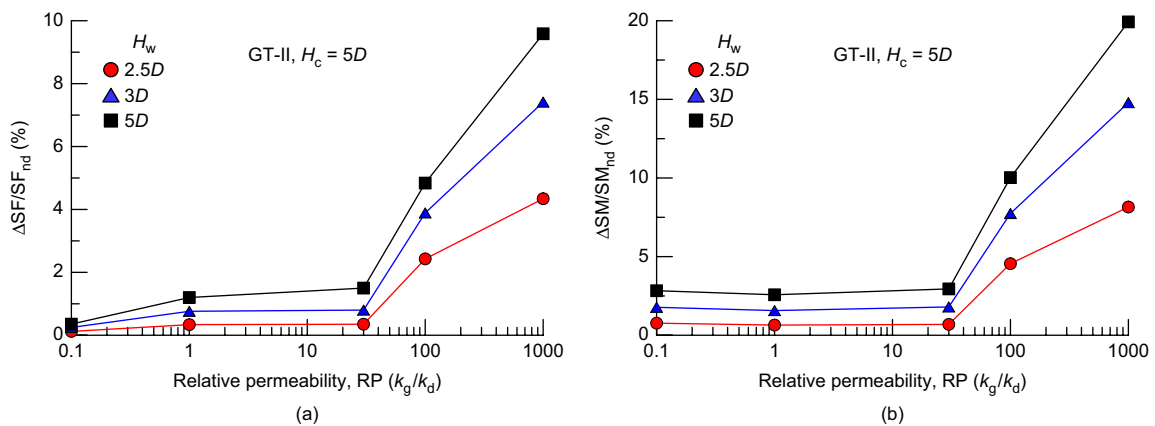 10
8
6
4
2
0
ΔSF/SF_nd (%)
H_w
2.5D
3D
5D
GT-II, H_c = 5D
0.1
1
10
100
1000
Relative permeability, RP (k_g/k_d)
(a)
20
15
10
5
0
ΔSM/SM_nd (%)
H_w
2.5D
3D
5D
GT-II, H_c = 5D
0.1
1
10
100
1000
Relative permeability, RP (k_g/k_d)
(b)